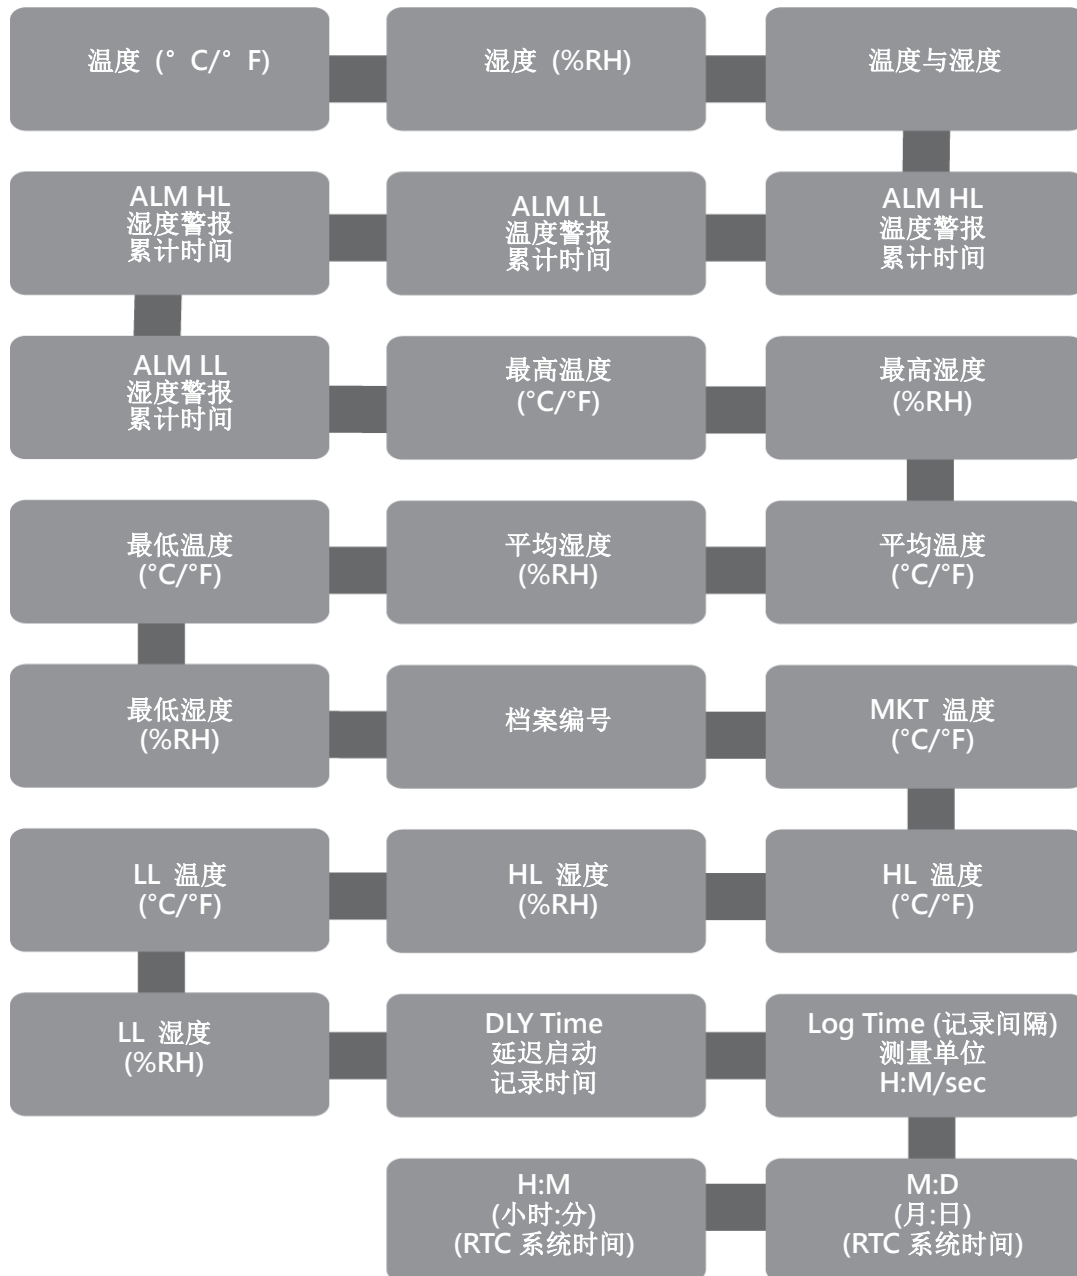 温度 (° C/° F)
湿度 (%RH)
温度与湿度
ALM HL
湿度警报
累计时间
ALM LL
温度警报
累计时间
ALM HL
温度警报
累计时间
ALM LL
湿度警报
累计时间
最高温度
(°C/°F)
最高湿度
(%RH)
最低温度
(°C/°F)
平均湿度
(%RH)
平均温度
(°C/°F)
最低湿度
(%RH)
档案编号
MKT 温度
(°C/°F)
LL 温度
(°C/°F)
HL 湿度
(%RH)
HL 温度
(°C/°F)
LL 湿度
(%RH)
DLY Time
延迟启动
记录时间
Log Time (记录间隔)
测量单位
H:M/sec
H:M
(小时:分)
(RTC 系统时间)
M:D
(月:日)
(RTC 系统时间)